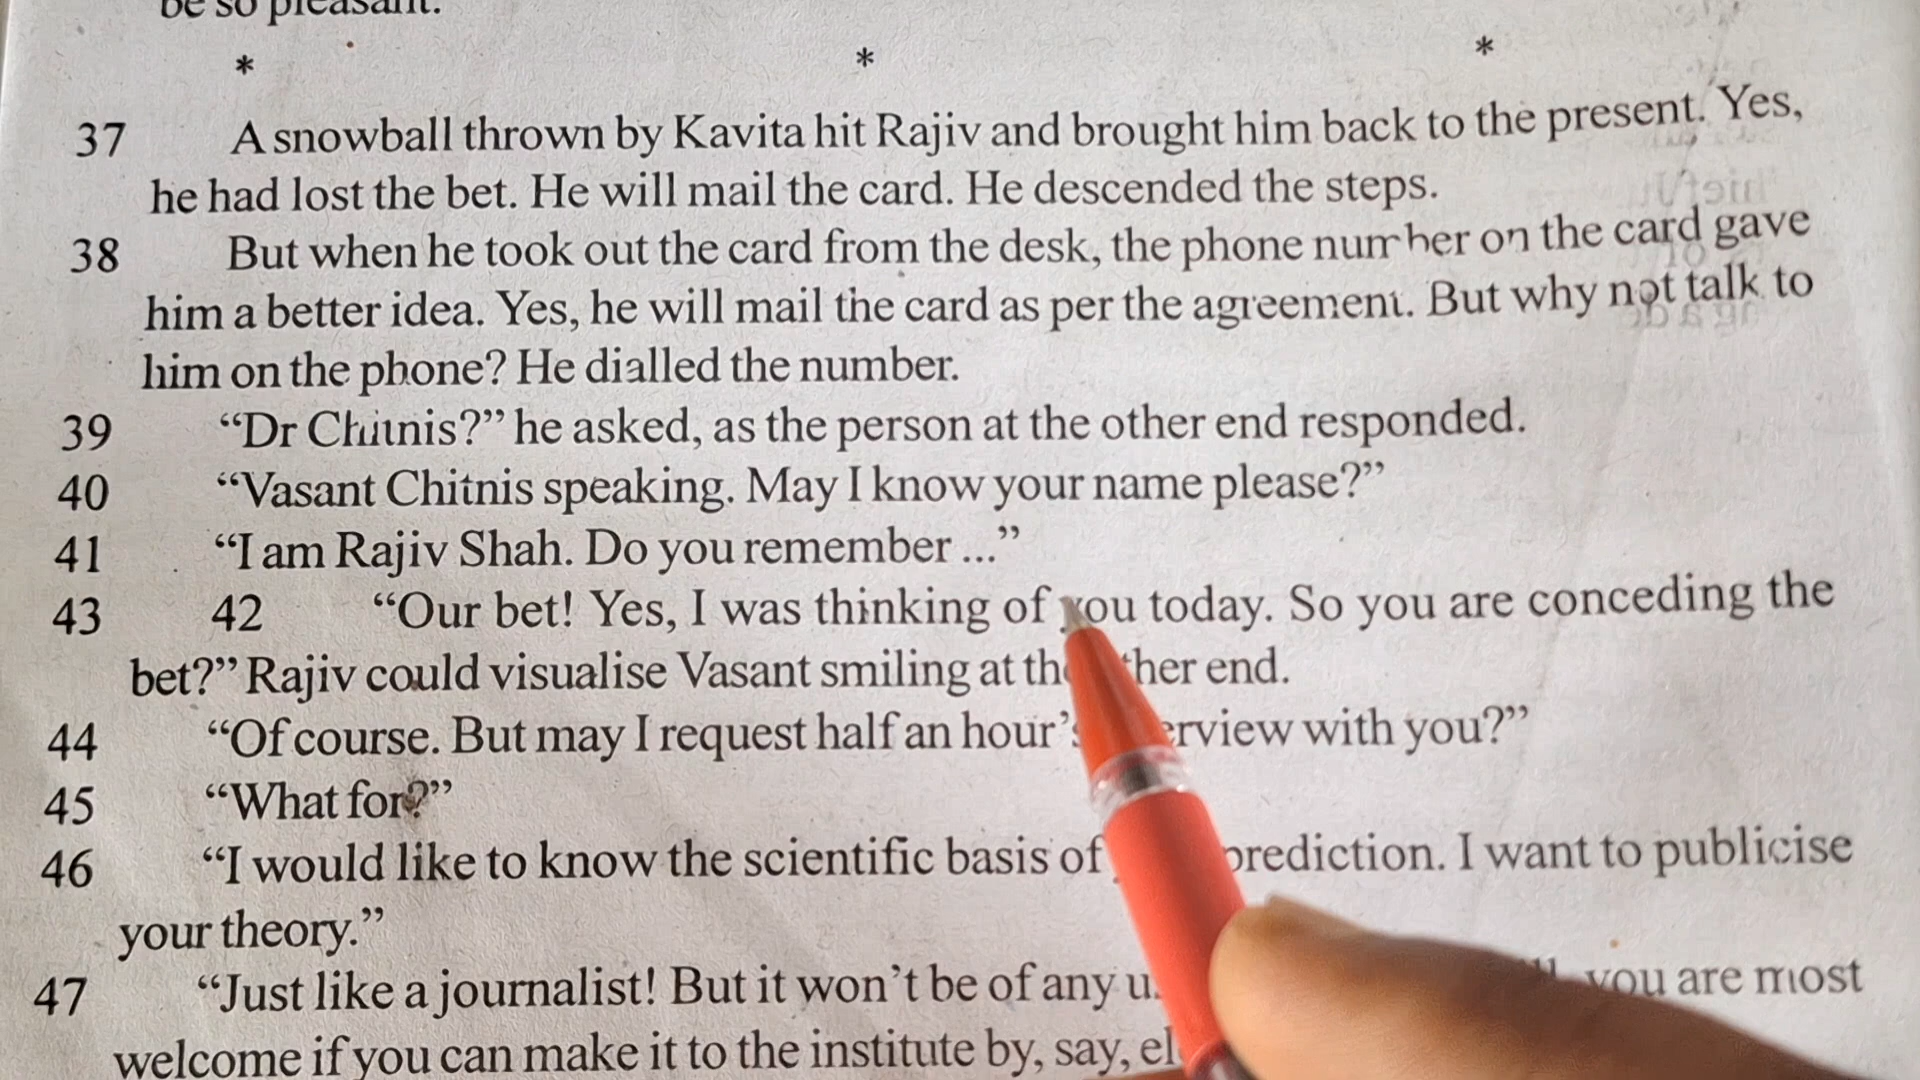 be so pleasant.
* * *
37 A snowball thrown by Kavita hit Rajiv and brought him back to the present. Yes,
he had lost the bet. He will mail the card. He descended the steps.
38 But when he took out the card from the desk, the phone number on the card gave
him a better idea. Yes, he will mail the card as per the agreement. But why not talk to
him on the phone? He dialled the number.
39 “Dr Chitnis?” he asked, as the person at the other end responded.
40 “Vasant Chitnis speaking. May I know your name please?”
41 “I am Rajiv Shah. Do you remember ...”
43 42 “Our bet! Yes, I was thinking of you today. So you are conceding the
bet?” Rajiv could visualise Vasant smiling at the other end.
44 “Of course. But may I request half an hour’s interview with you?”
45 “What for?”
46 “I would like to know the scientific basis of prediction. I want to publicise
your theory.”
47 “Just like a journalist! But it won’t be of any you are most
welcome if you can make it to the institute by, say,